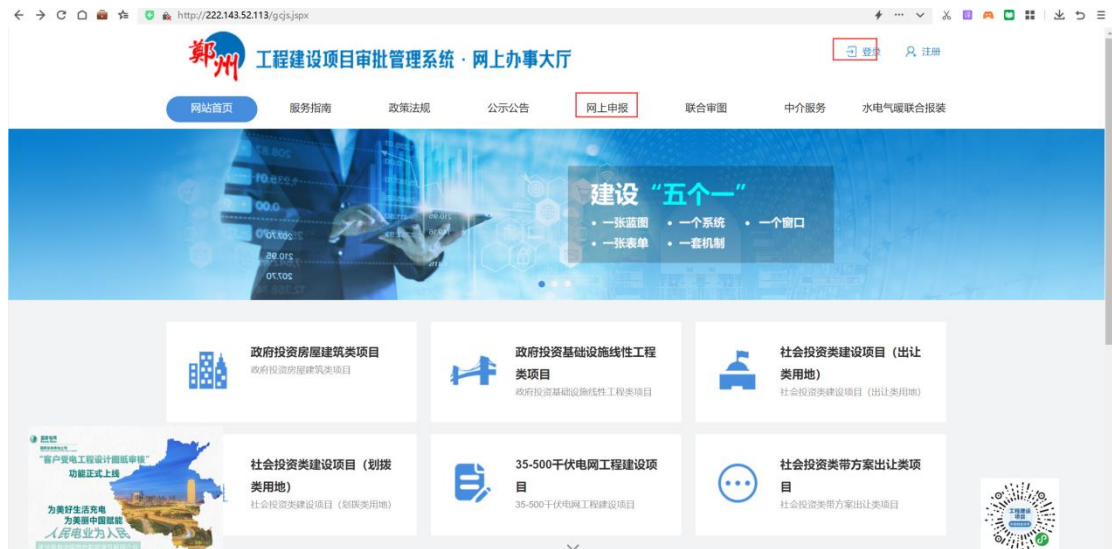 http://222.143.52.113/gcjs.jspx
郑州
工程建设项目审批管理系统 · 网上办事大厅
登录
注册
网站首页
服务指南
政策法规
公示公告
网上申报
联合审图
中介服务
水电气暖联合报装
建设“五个一”
• 一张蓝图 • 一个系统 • 一个窗口
• 一张表单 • 一套机制
政府投资房屋建筑类项目
政府投资房屋建筑类项目
政府投资基础设施线性工程
类项目
政府投资基础设施线性工程类项目
社会投资类建设项目（出让
类用地）
社会投资类建设项目（出让类用地）
社会投资类建设项目（划拨
类用地）
社会投资类建设项目（划拨类用地）
35-500千伏电网工程建设项
目
35-500千伏电网工程建设项目
社会投资类带方案出让类项
目
社会投资类带方案出让类项目
国家电网
“客户受电工程设计图纸审核”
功能正式上线
为美好生活充电
为美丽中国赋能
人民电业为人民
工程建设
项目